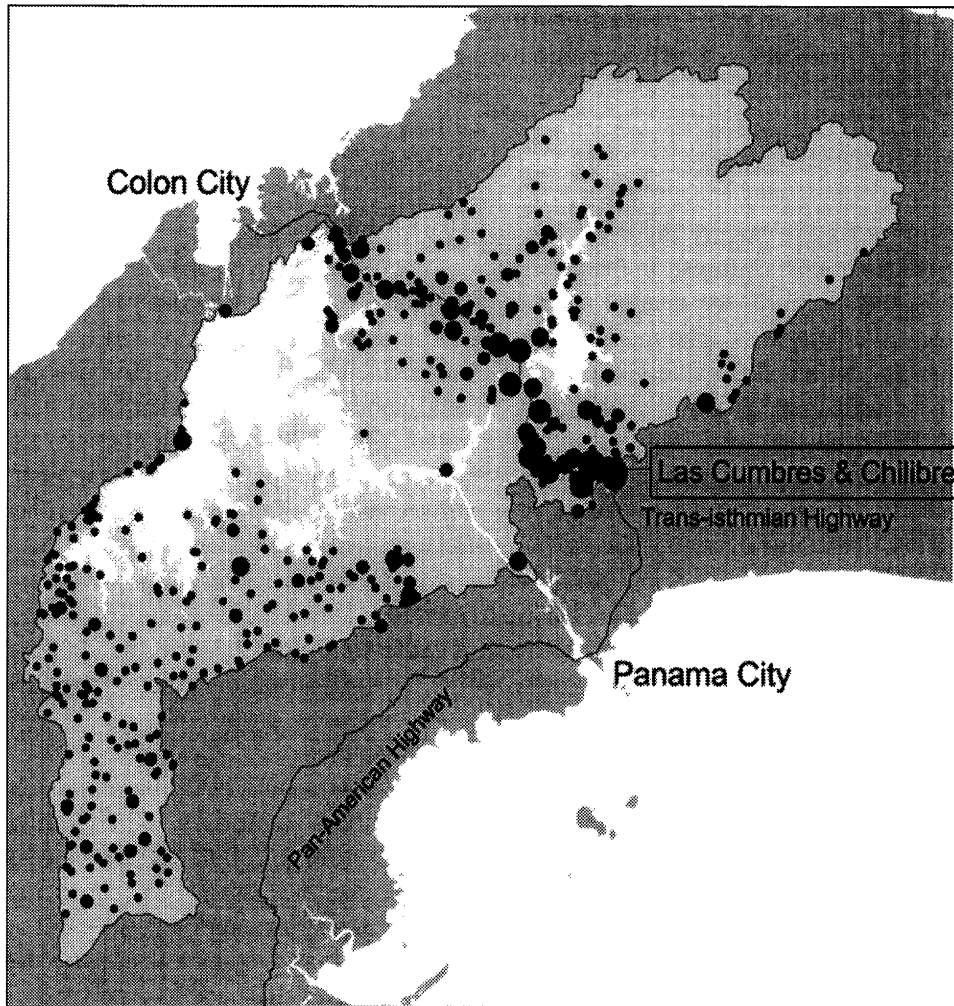 Colon City
Las Cumbres & Chilibre
Trans-isthmian Highway
Panama City
Pan-American Highway